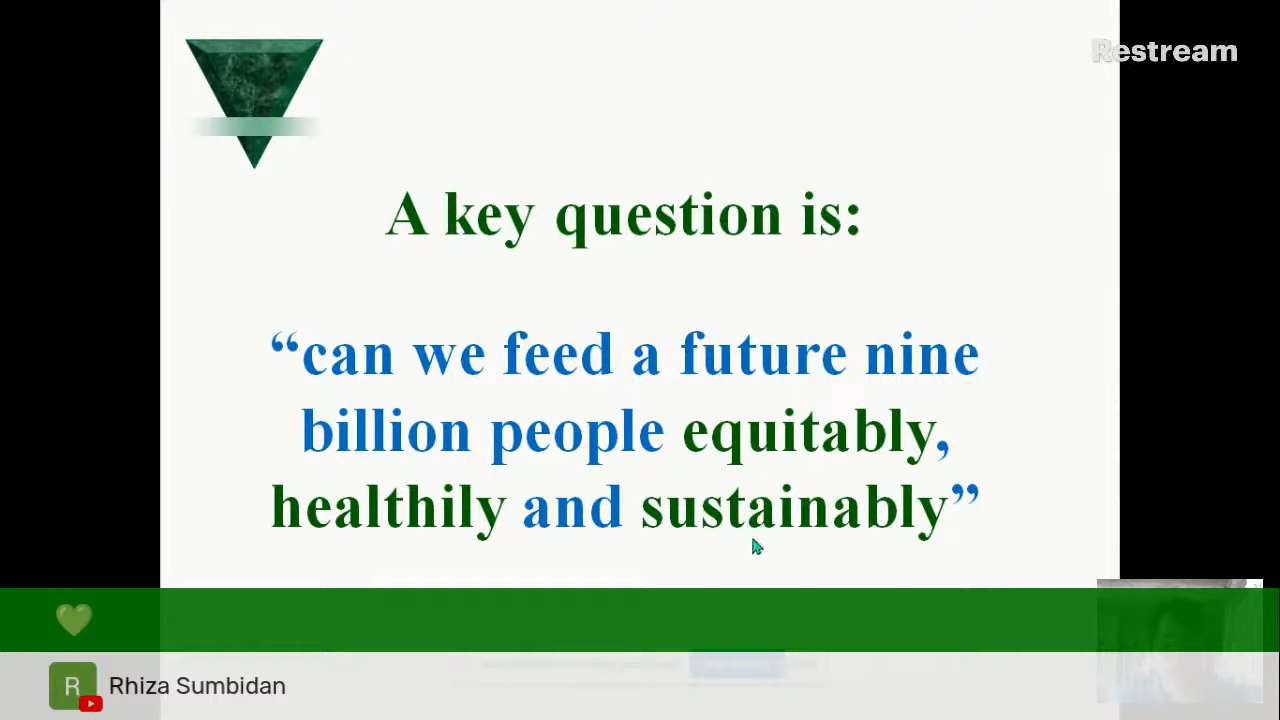 Restream
A key question is:
“can we feed a future nine
billion people equitably,
healthily and sustainably”
R
Rhiza Sumbidan